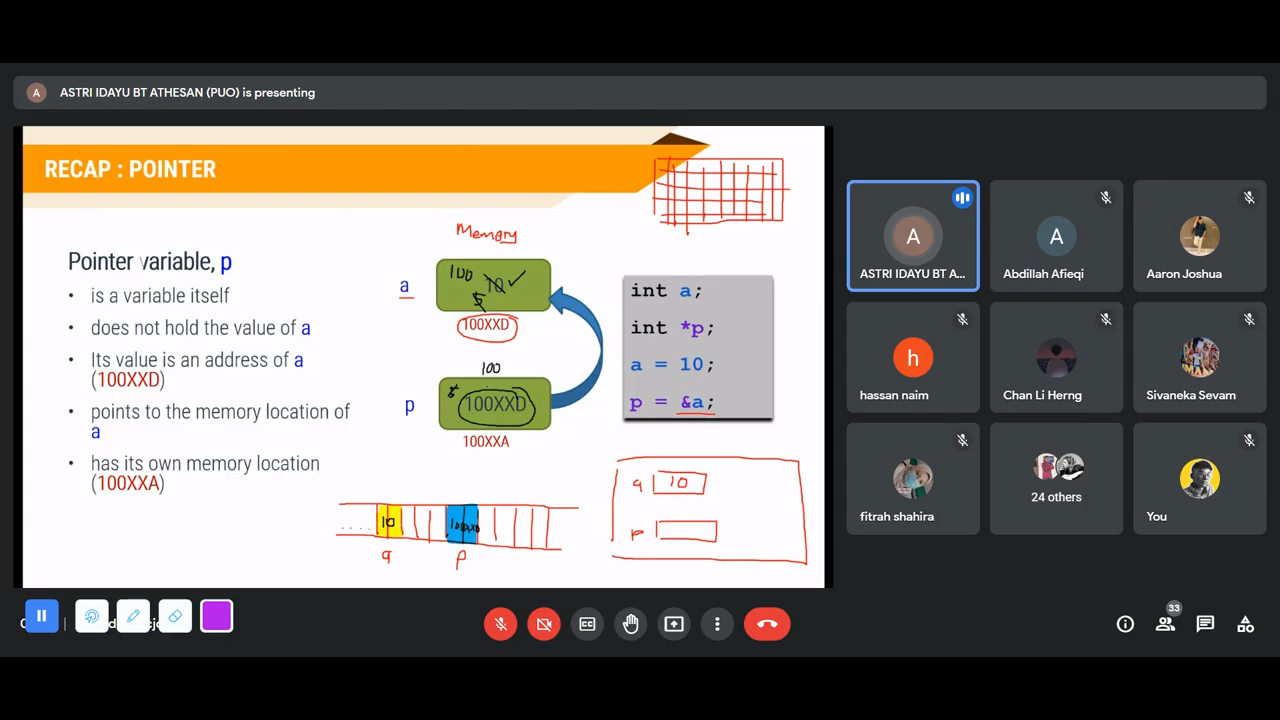 ASTRI IDAYU BT ATHESAN (PUO) is presenting
RECAP : POINTER
Pointer variable, p
• is a variable itself
• does not hold the value of a
• Its value is an address of a
(100XXD)
• points to the memory location of
a
• has its own memory location
(100XXA)
Memory
a
100
10
5
100XXD
100
p
100XXD
100XXA
int a;
int *p;
a = 10;
p = &a;
a 10
p
.... 10
a p
ASTRI IDAYU BT A...
Abdillah Afieqi
Aaron Joshua
hassan naim
Chan Li Herng
Sivaneka Sevam
fitrah shahira
24 others
You
33